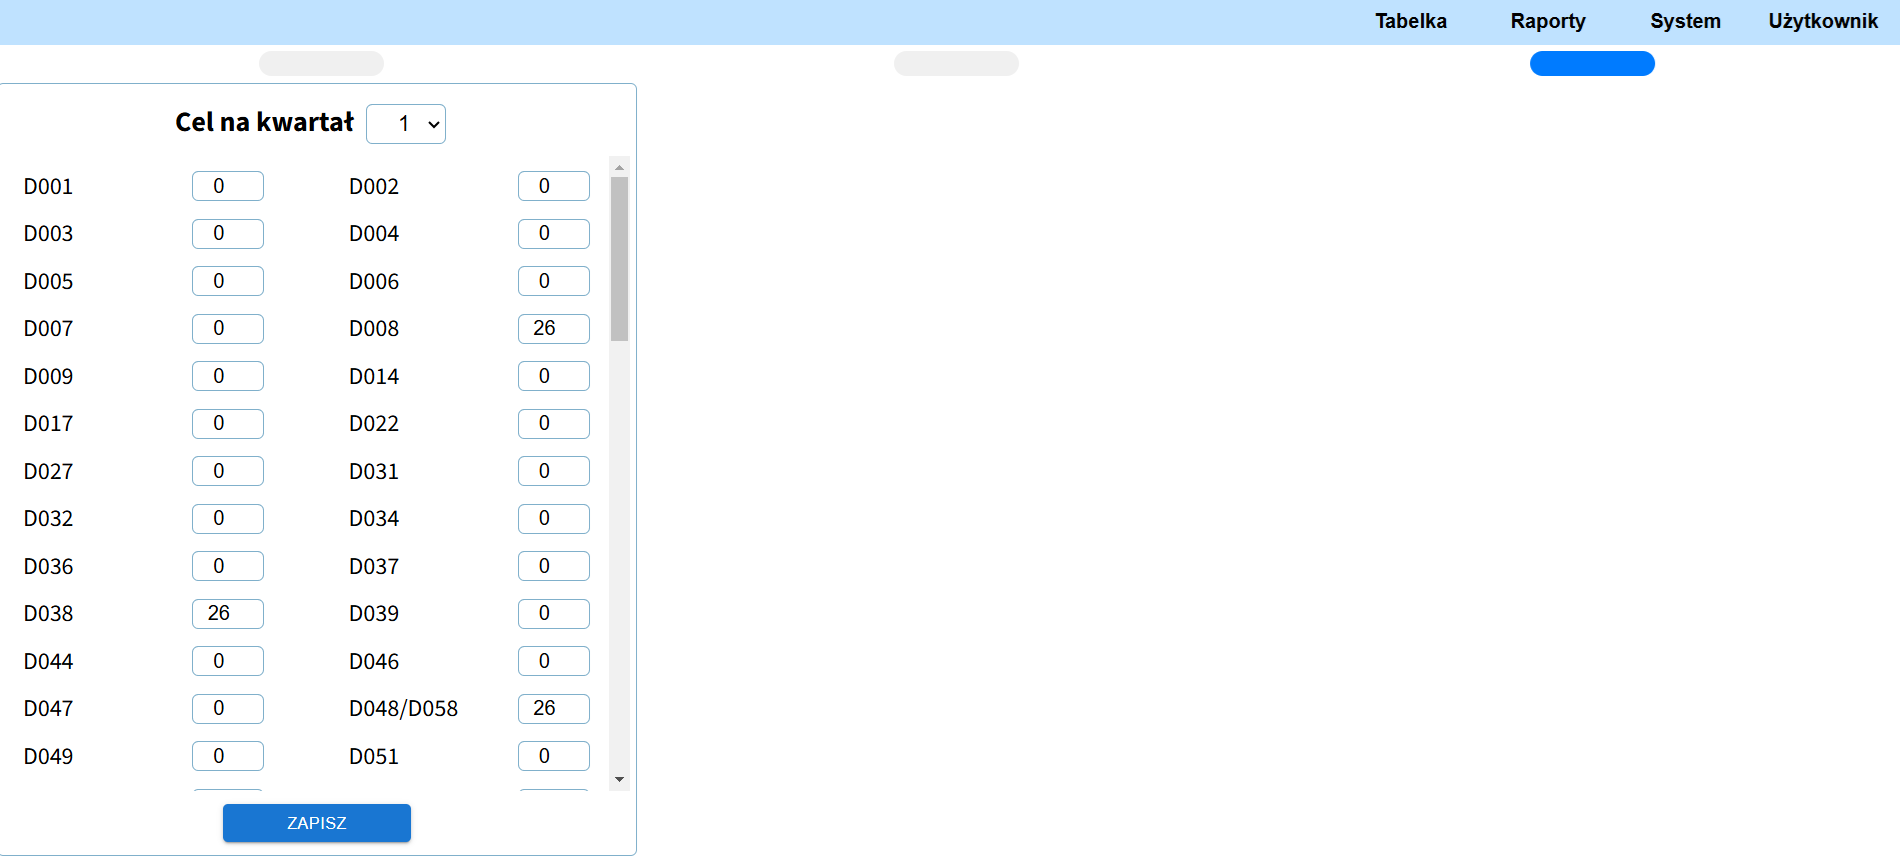 Tabelka Raporty System Użytkownik
Cel na kwartał 1
D001 0 D002 0
D003 0 D004 0
D005 0 D006 0
D007 0 D008 26
D009 0 D014 0
D017 0 D022 0
D027 0 D031 0
D032 0 D034 0
D036 0 D037 0
D038 26 D039 0
D044 0 D046 0
D047 0 D048/D058 26
D049 0 D051 0
ZAPISZ